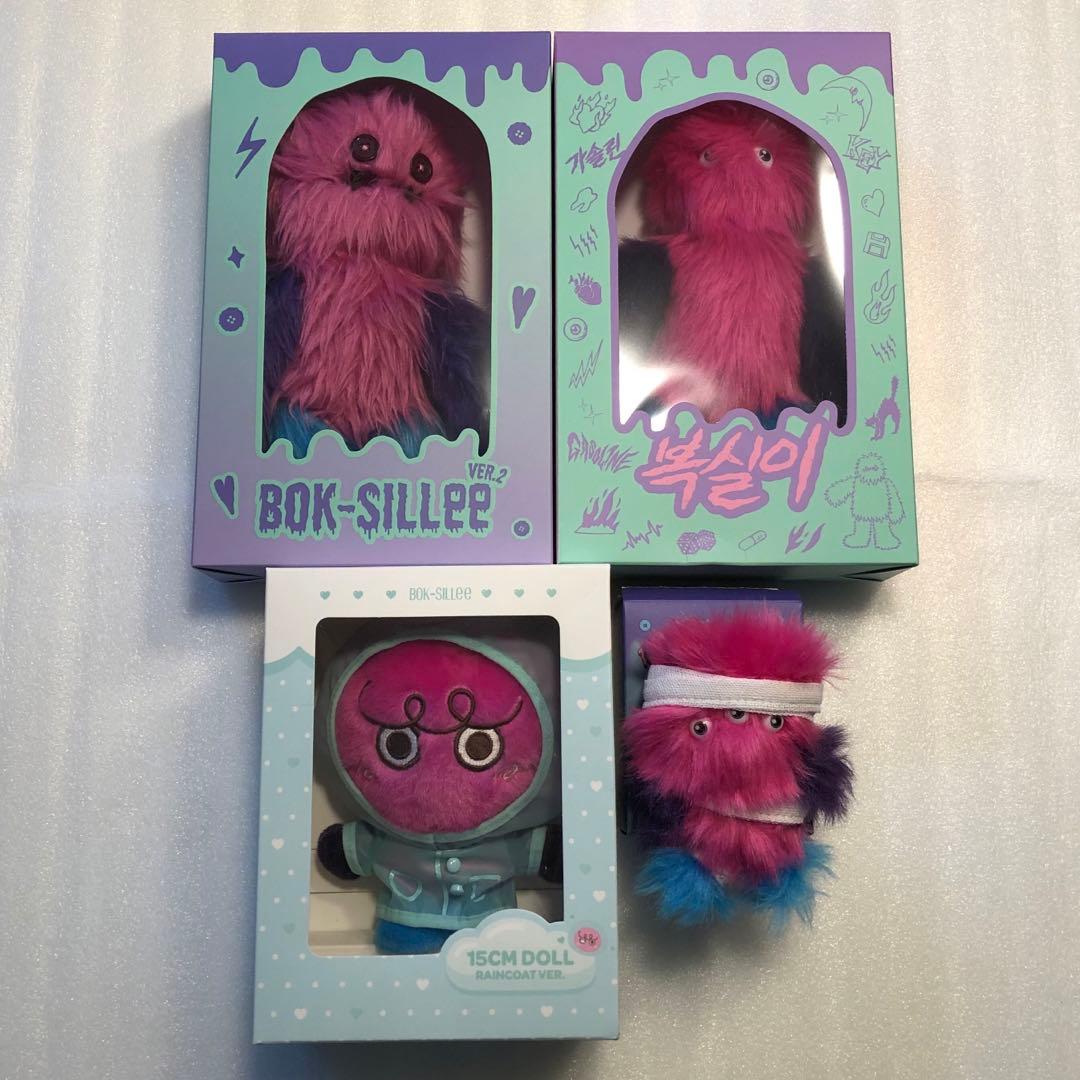 VER.2
BOK-SILLee
가솔린
KEY
GASOLINE
복실이
BOK-SILLee
15CM DOLL
RAINCOAT VER.